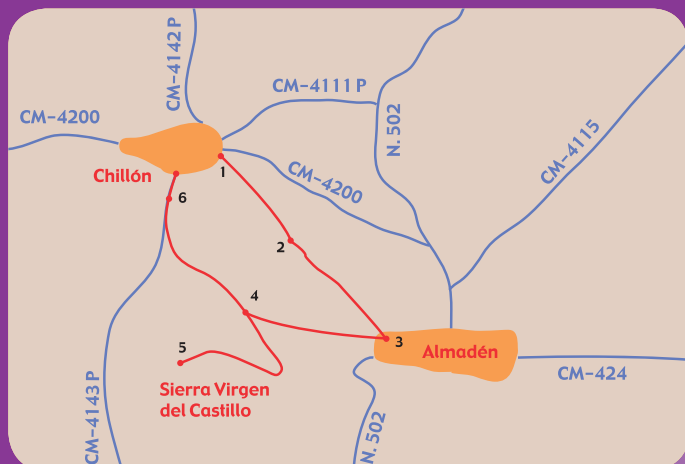 CM-4142 P
CM-4200
CM-4111 P
N. 502
CM-4115
Chillón
1
CM-4200
6
2
4
3
Almadén
5
CM-424
Sierra Virgen
del Castillo
CM-4143 P
N. 502